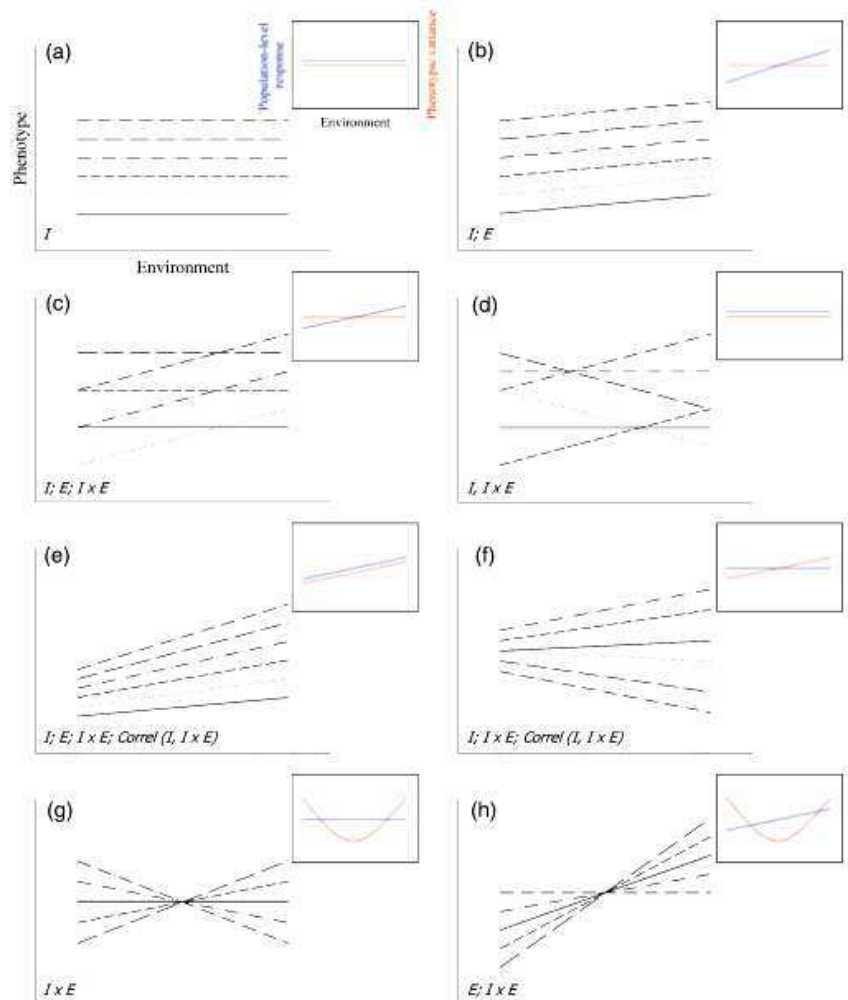 (a)
Population-level
response
Phenotypic variance
Environment
Phenotype
I
Environment
(b)
I; E
(c)
I; E; I x E
(d)
I, I x E
(e)
I; E; I x E; Correl (I, I x E)
(f)
I; I x E; Correl (I, I x E)
(g)
I x E
(h)
E; I x E